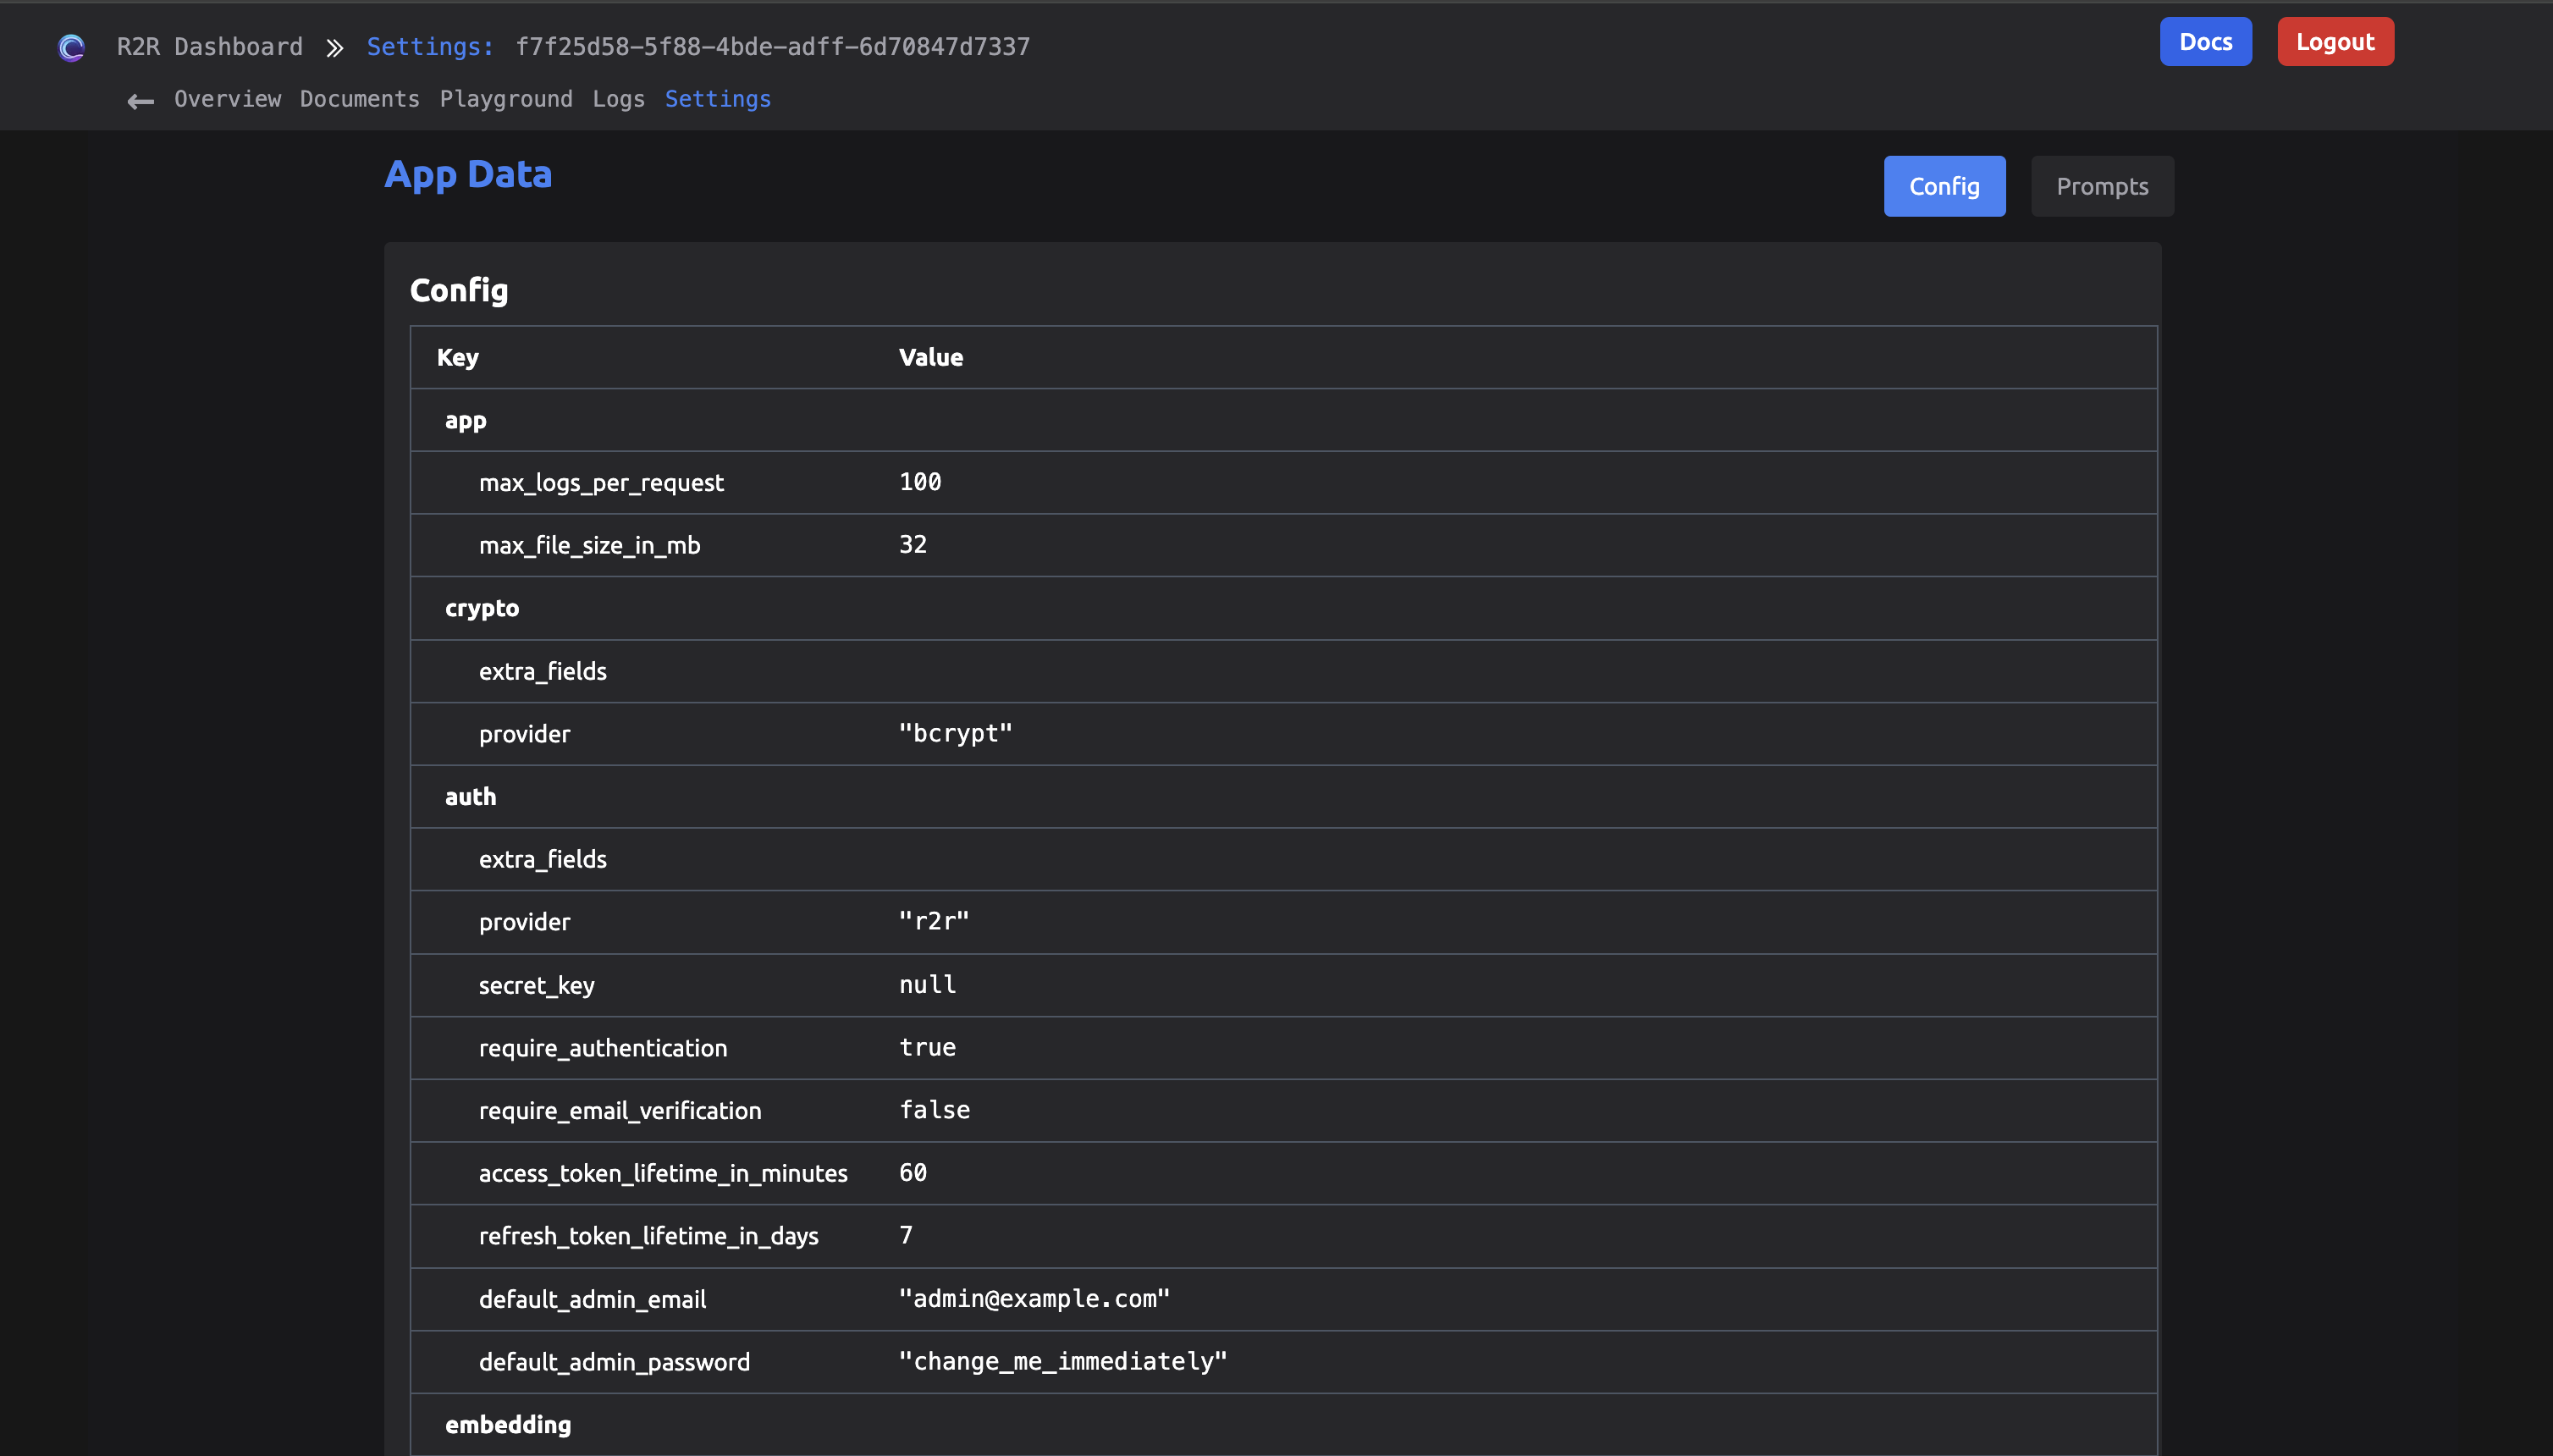 R2R Dashboard » Settings: f7f25d58-5f88-4bde-adff-6d70847d7337
Docs Logout
← Overview Documents Playground Logs Settings
App Data
Config Prompts
Config
Key Value
app
max_logs_per_request 100
max_file_size_in_mb 32
crypto
extra_fields
provider "bcrypt"
auth
extra_fields
provider "r2r"
secret_key null
require_authentication true
require_email_verification false
access_token_lifetime_in_minutes 60
refresh_token_lifetime_in_days 7
default_admin_email "admin@example.com"
default_admin_password "change_me_immediately"
embedding